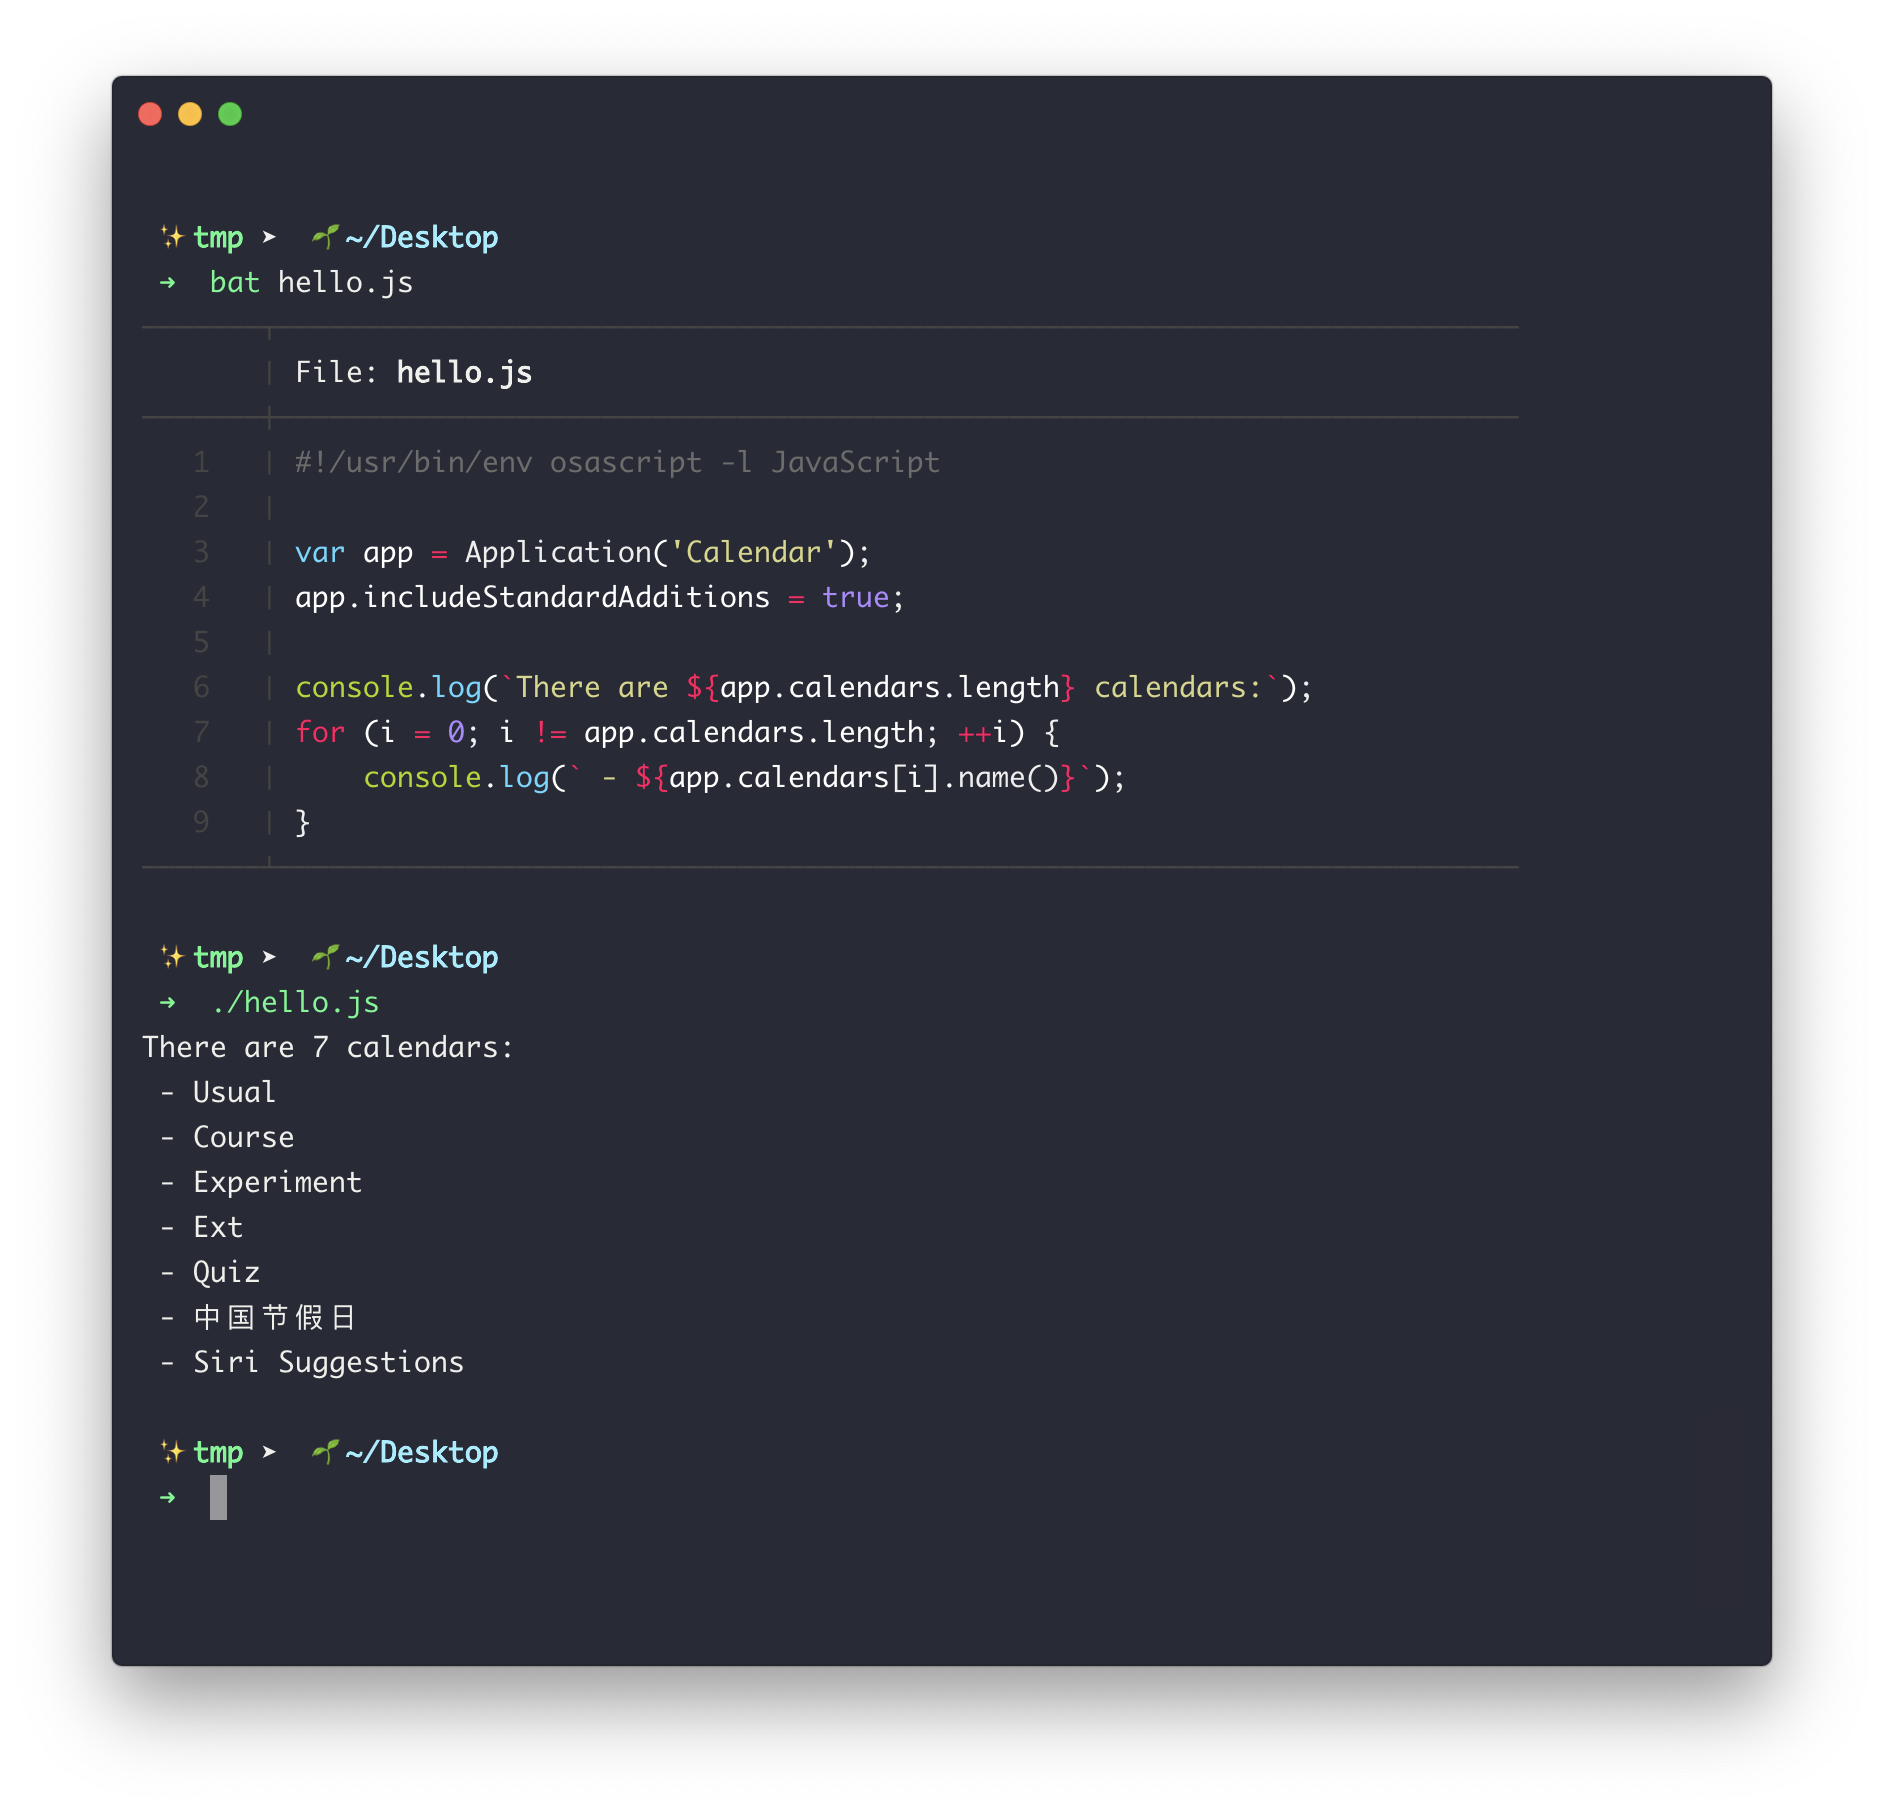 ✨tmp ➤ 🌱~/Desktop
➜ bat hello.js
File: hello.js
1 #!/usr/bin/env osascript -l JavaScript
2
3 var app = Application('Calendar');
4 app.includeStandardAdditions = true;
5
6 console.log(`There are ${app.calendars.length} calendars:`);
7 for (i = 0; i != app.calendars.length; ++i) {
8     console.log(` - ${app.calendars[i].name()}`);
9 }
✨tmp ➤ 🌱~/Desktop
➜ ./hello.js
There are 7 calendars:
 - Usual
 - Course
 - Experiment
 - Ext
 - Quiz
 - 中国节假日
 - Siri Suggestions
✨tmp ➤ 🌱~/Desktop
➜